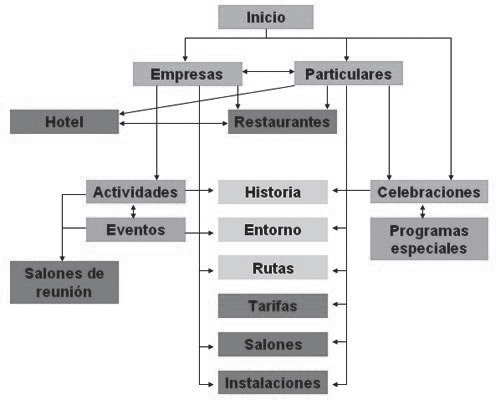 Inicio
Empresas
Particulares
Hotel
Restaurantes
Actividades
Historia
Celebraciones
Eventos
Entorno
Programas
especiales
Salones de
reunión
Rutas
Tarifas
Salones
Instalaciones